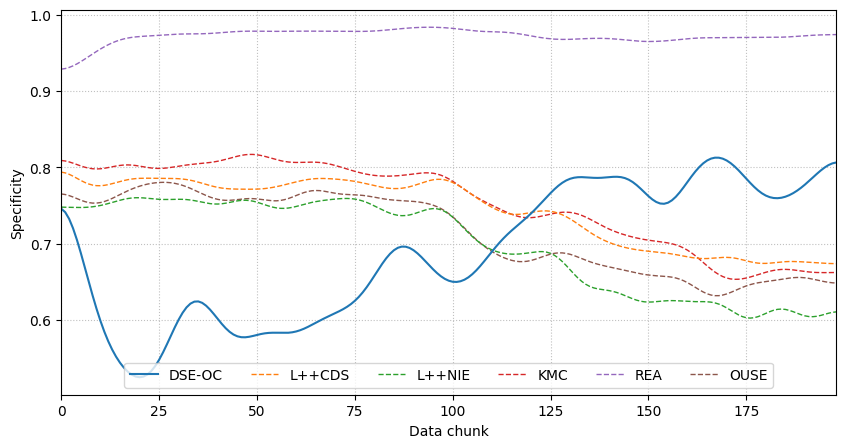 1.0
0.9
0.8
0.7
0.6
Specificity
DSE-OC L++CDS L++NIE KMC REA OUSE
0 25 50 75 100 125 150 175
Data chunk